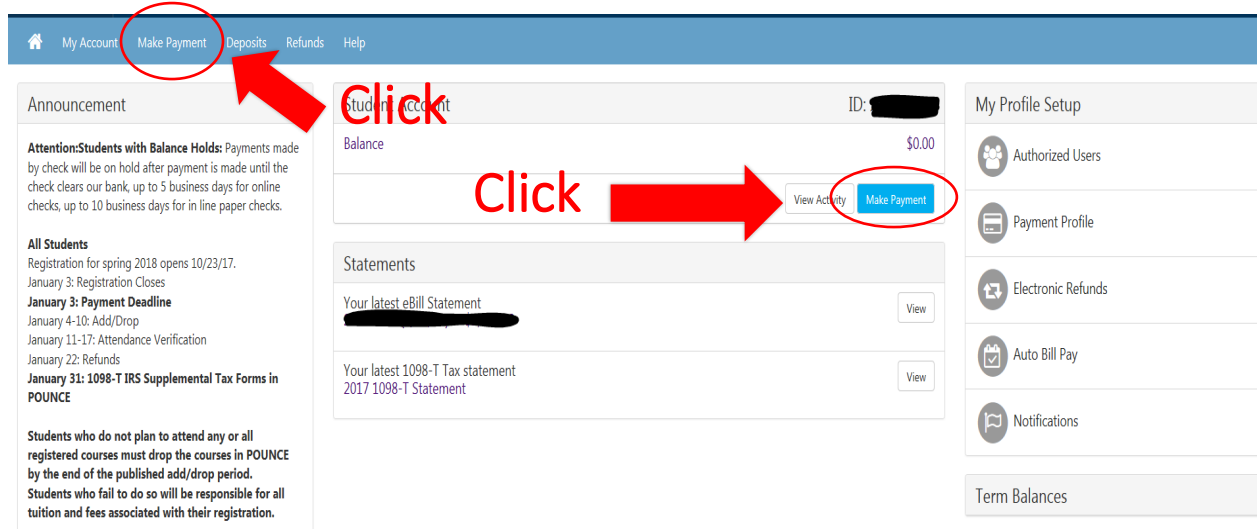 My Account Make Payment Deposits Refunds Help
Announcement
Attention:Students with Balance Holds: Payments made
by check will be on hold after payment is made until the
check clears our bank, up to 5 business days for online
checks, up to 10 business days for in line paper checks.
All Students
Registration for spring 2018 opens 10/23/17.
January 3: Registration Closes
January 3: Payment Deadline
January 4-10: Add/Drop
January 11-17: Attendance Verification
January 22: Refunds
January 31: 1098-T IRS Supplemental Tax Forms in
POUNCE
Students who do not plan to attend any or all
registered courses must drop the courses in POUNCE
by the end of the published add/drop period.
Students who fail to do so will be responsible for all
tuition and fees associated with their registration.
Click
Student Account ID:
Balance $0.00
Click
View Activity Make Payment
Statements
Your latest eBill Statement
View
Your latest 1098-T Tax statement
2017 1098-T Statement
View
My Profile Setup
Authorized Users
Payment Profile
Electronic Refunds
Auto Bill Pay
Notifications
Term Balances